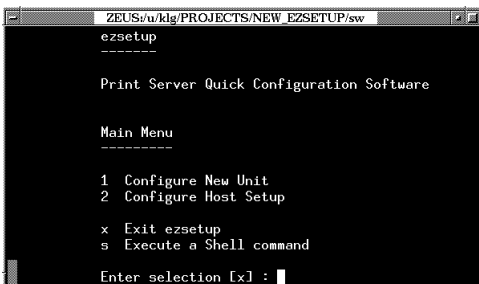 ZEUS:/u/klg/PROJECTS/NEW_EZSETUP/sw
ezsetup
-------
Print Server Quick Configuration Software
Main Menu
---------
1 Configure New Unit
2 Configure Host Setup
x Exit ezsetup
s Execute a Shell command
Enter selection [x] :